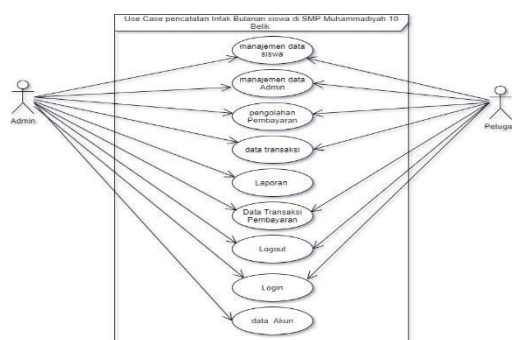 Use Case pencatatan Infak Bulanan siswa di SMP Muhammadiyah 10
Belik
manajemen data
siswa
manajemen data
Admin
pengolahan
Pembayaran
data transaksi
Laporan
Data Transaksi
Pembayaran
Logout
Login
data Akun
Admin
Petuga